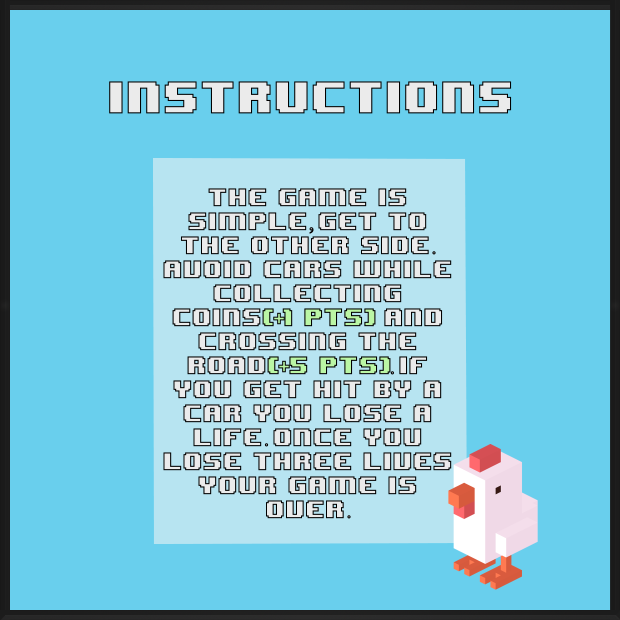 INSTRUCTIONS
THE GAME IS
SIMPLE,GET TO
THE OTHER SIDE.
AVOID CARS WHILE
COLLECTING
COINS(+1 PTS) AND
CROSSING THE
ROAD(+5 PTS).IF
YOU GET HIT BY A
CAR YOU LOSE A
LIFE.ONCE YOU
LOSE THREE LIVES
YOUR GAME IS
OVER.